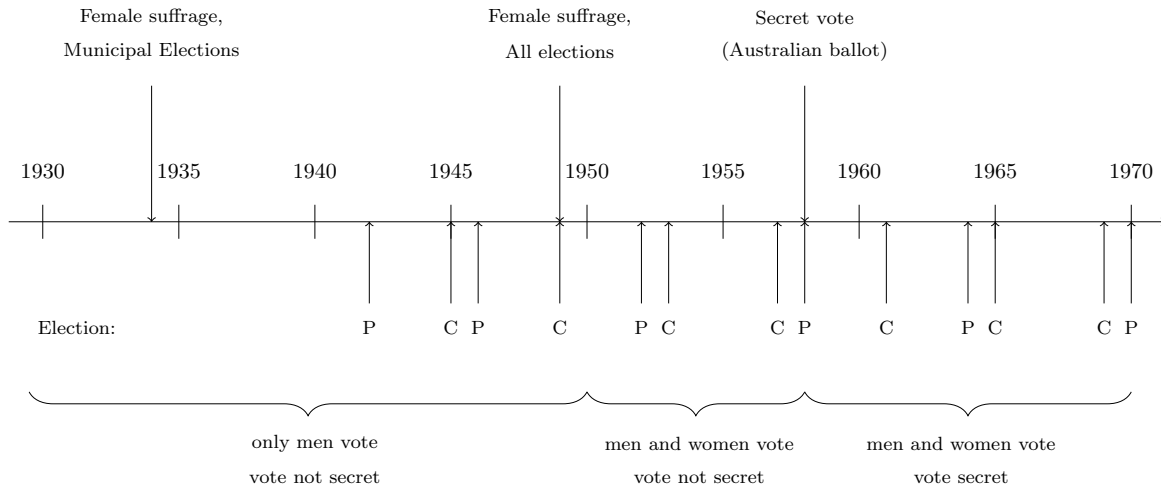 Female suffrage,
Municipal Elections
Female suffrage,
All elections
Secret vote
(Australian ballot)
1930 1935 1940 1945 1950 1955 1960 1965 1970
Election: P C P C P C C P C P C C P
only men vote
vote not secret
men and women vote
vote not secret
men and women vote
vote secret